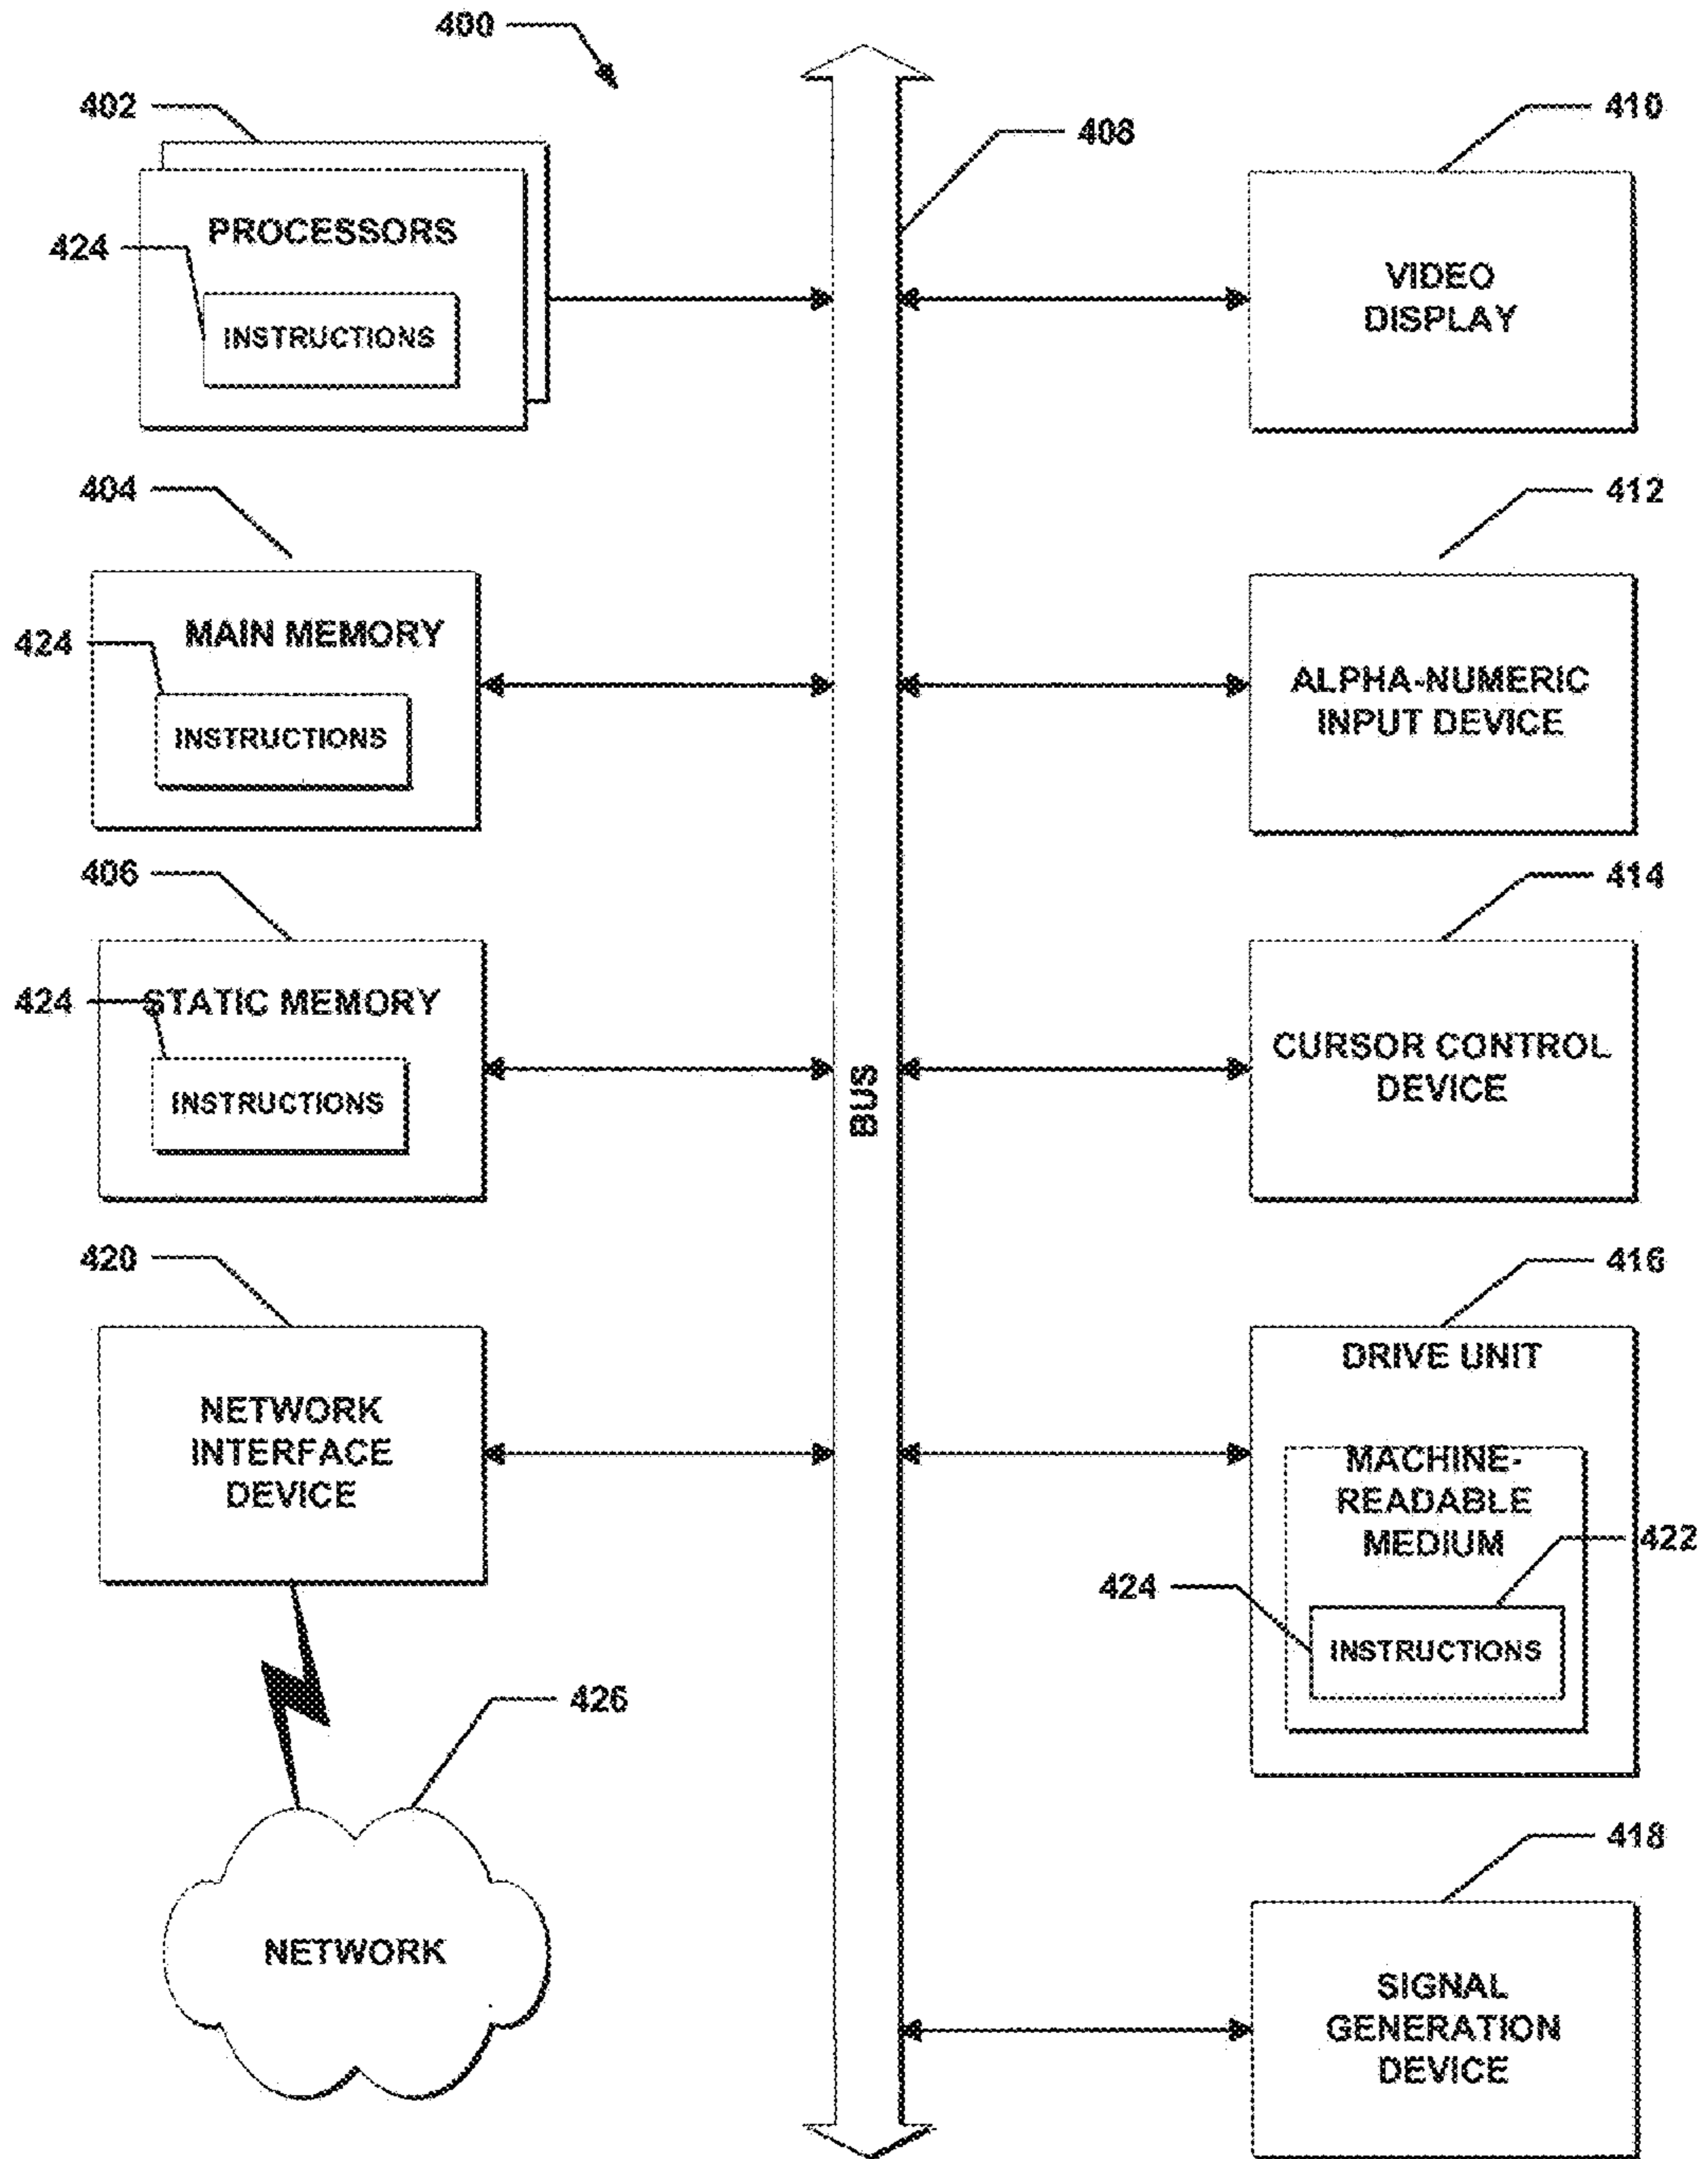 400
402
PROCESSORS
424
INSTRUCTIONS
404
MAIN MEMORY
424
INSTRUCTIONS
406
STATIC MEMORY
424
INSTRUCTIONS
420
NETWORK
INTERFACE
DEVICE
426
NETWORK
408
BUS
410
VIDEO
DISPLAY
412
ALPHA-NUMERIC
INPUT DEVICE
414
CURSOR CONTROL
DEVICE
416
DRIVE UNIT
MACHINE-
READABLE
MEDIUM
422
424
INSTRUCTIONS
418
SIGNAL
GENERATION
DEVICE